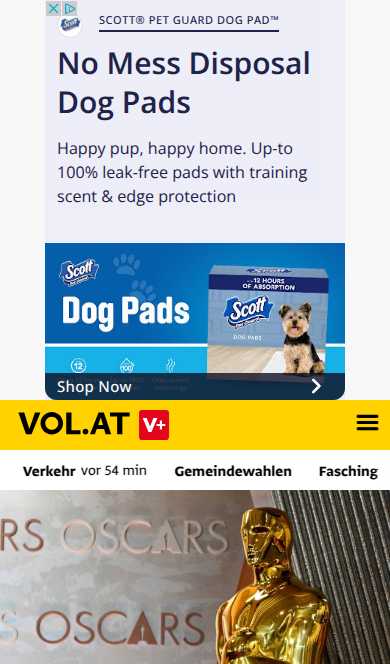 SCOTT® PET GUARD DOG PAD™
No Mess Disposal
Dog Pads
Happy pup, happy home. Up-to
100% leak-free pads with training
scent & edge protection
Scott
Dog Pads
12
100
12 HOURS
OF ABSORPTION
Scott
DOG PADS
Shop Now
VOL.AT V+
Verkehr vor 54 min Gemeindewahlen Fasching
RS OSCARS
S OSCARS